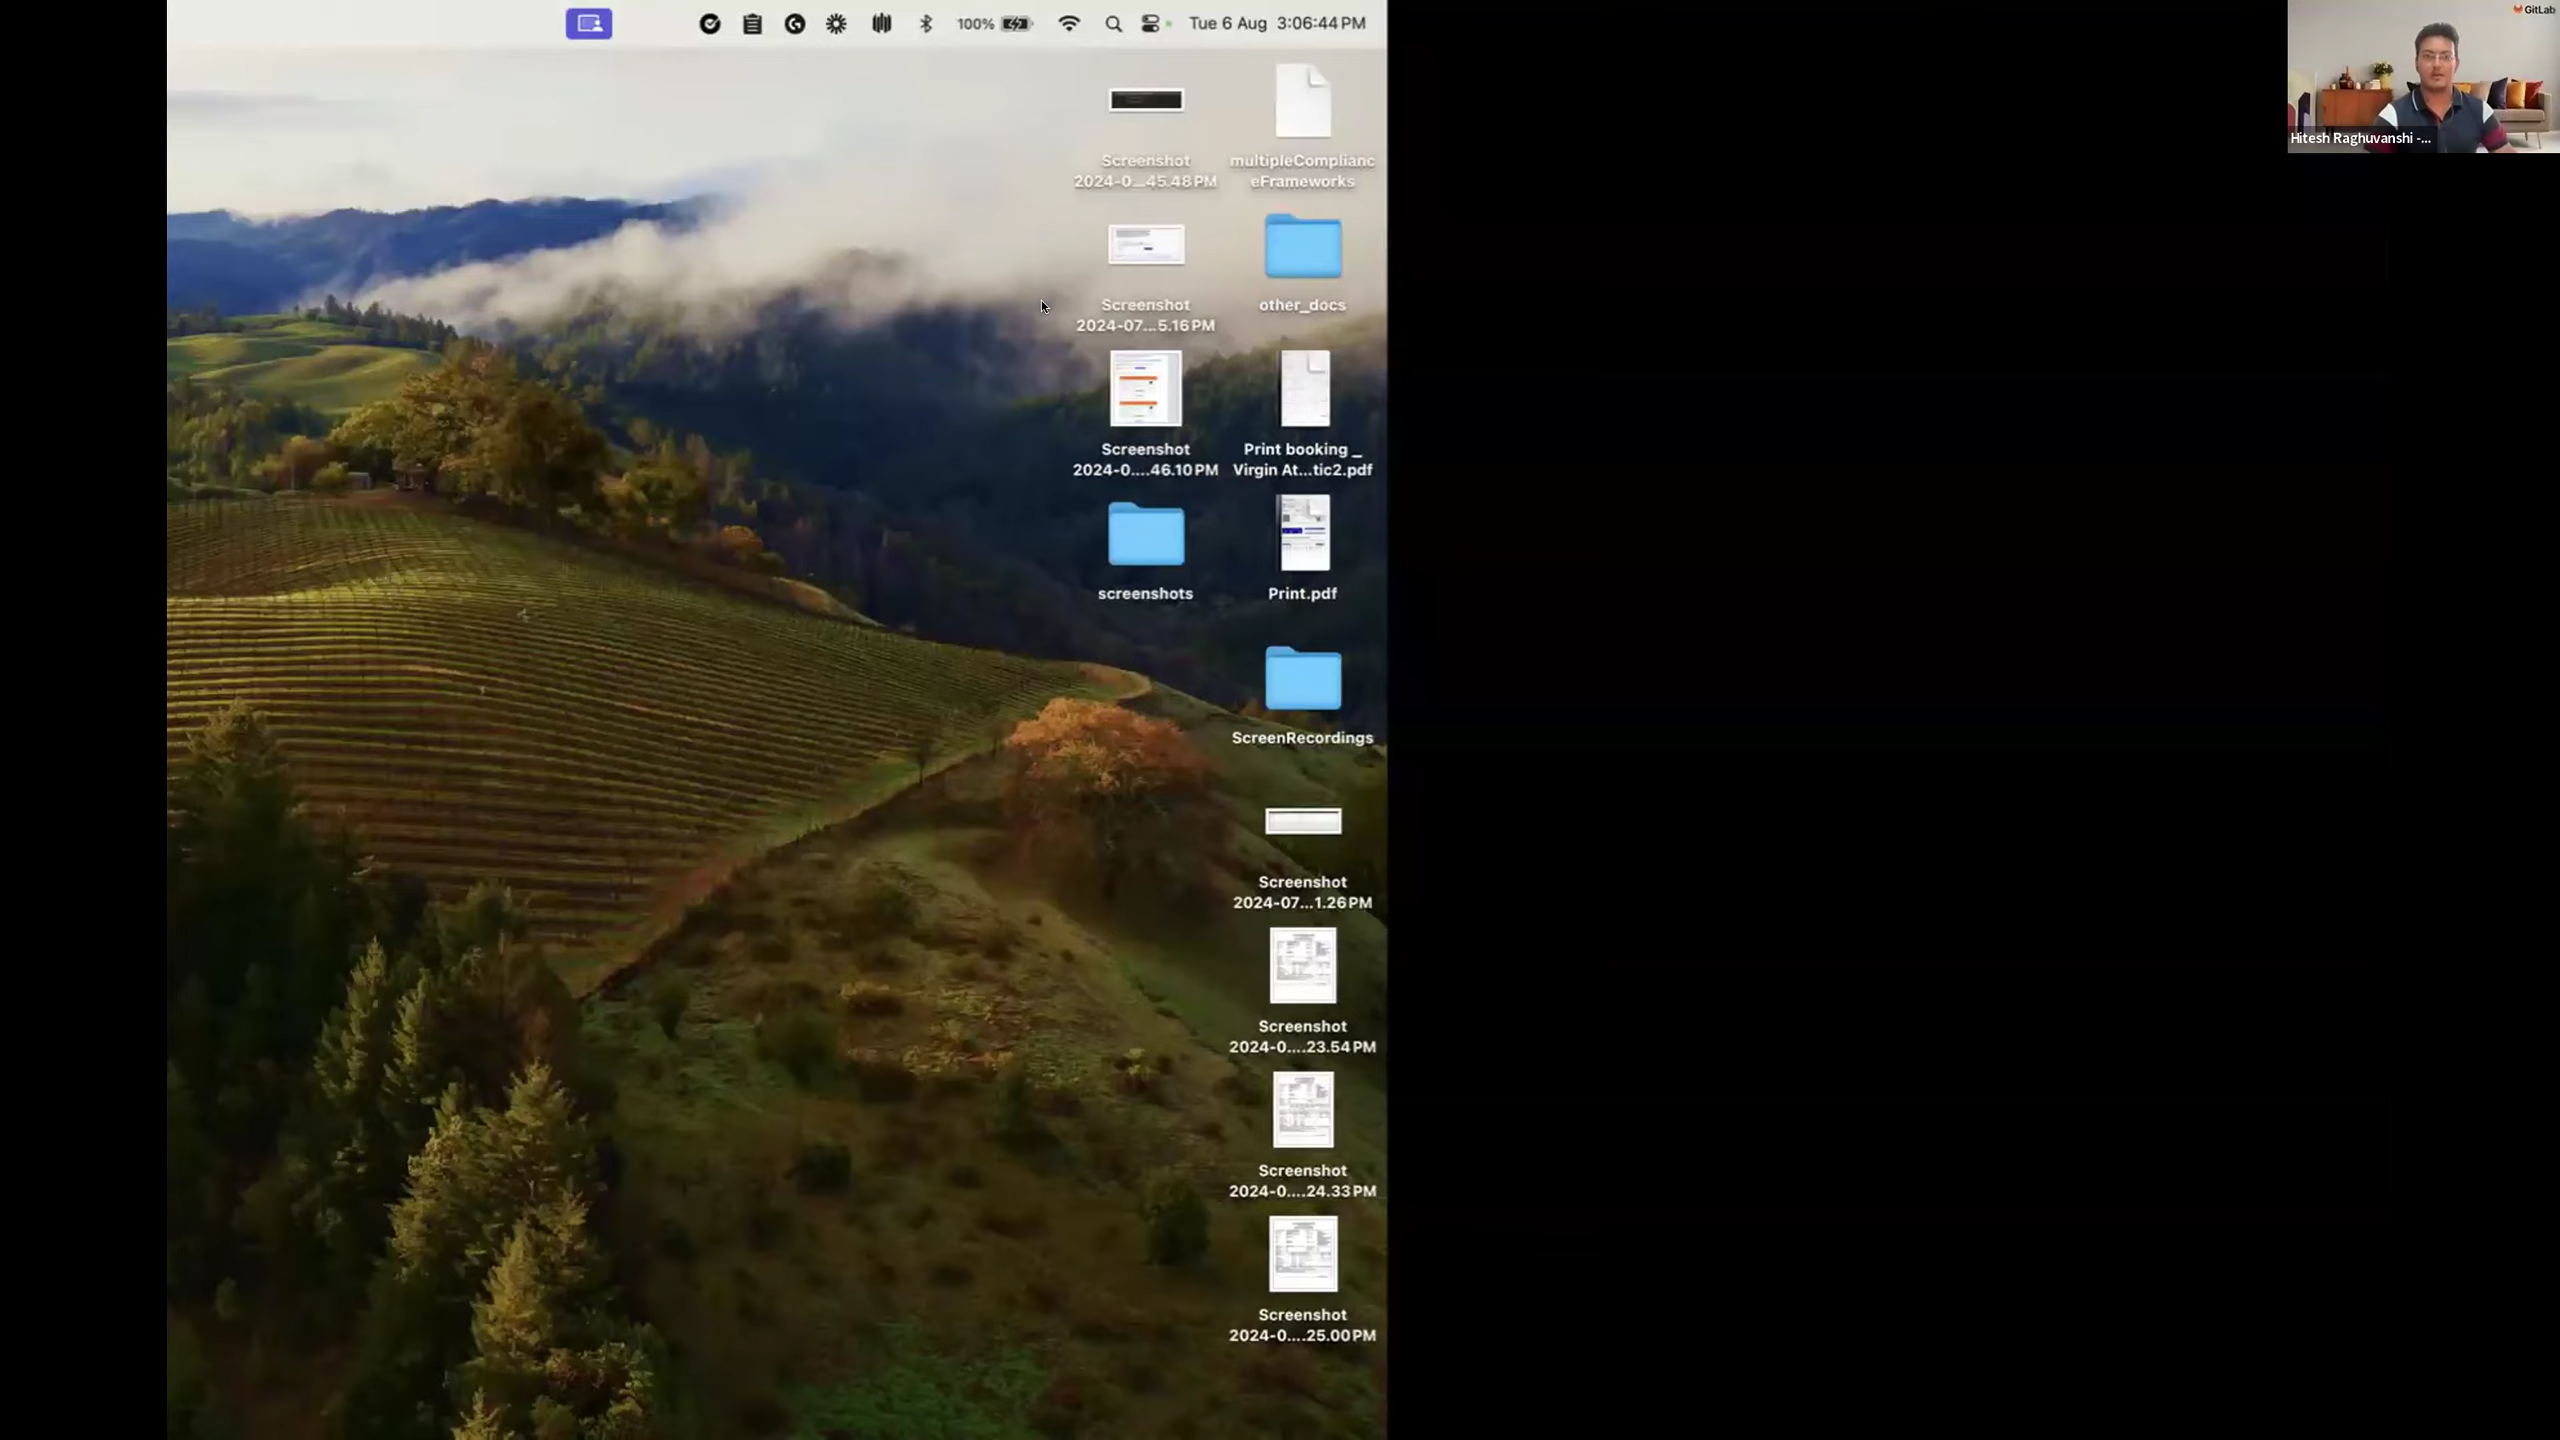 100%
Tue 6 Aug 3:06:44 PM
GitLab
Hitesh Raghuvanshi -...
Screenshot
2024-0...45.48 PM
multipleComplianc
eFrameworks
Screenshot
2024-07...5.16 PM
other_docs
Screenshot
2024-0....46.10 PM
Print booking _
Virgin At...tic2.pdf
screenshots
Print.pdf
ScreenRecordings
Screenshot
2024-07...1.26 PM
Screenshot
2024-0....23.54 PM
Screenshot
2024-0....24.33 PM
Screenshot
2024-0....25.00 PM